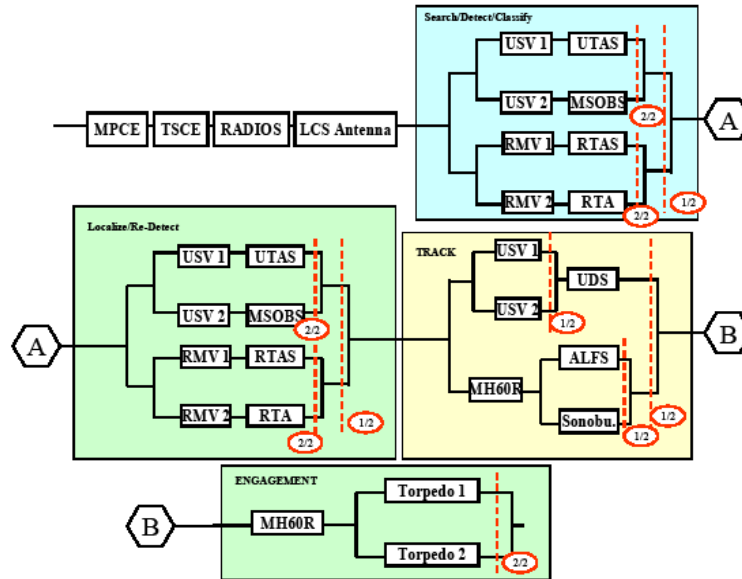 Search/Detect/Classify
USV 1 UTAS
USV 2 MSOBS
2/2
MPCE TSCE RADIOS LCS Antenna
A
RMV 1 RTAS
RMV 2 RTA
2/2
1/2
Localize/Re-Detect
USV 1 UTAS
USV 2 MSOBS
2/2
A
RMV 1 RTAS
RMV 2 RTA
2/2
1/2
TRACK
USV 1
UDS
USV 2
1/2
B
ALFS
MH60R
Sonobu.
1/2
1/2
ENGAGEMENT
Torpedo 1
B
MH60R
Torpedo 2
2/2